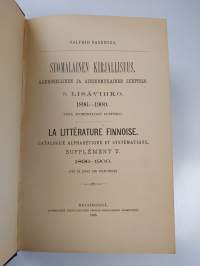 VALFRID VASENIUS.
SUOMALAINEN KIRJALLISUUS.
AAKKOSELLINEN JA AINEENMUKAINEN LUETTELO.
LISÄVIHKO.
1896—1900.
LA LITTÉRATURE FINNOISE.
CATALOGUE ALPHABÉTIQUE ET SYSTÉMATIQUE.
SUPPLÉMENT
1896—1900.
HELSINGISSÄ,